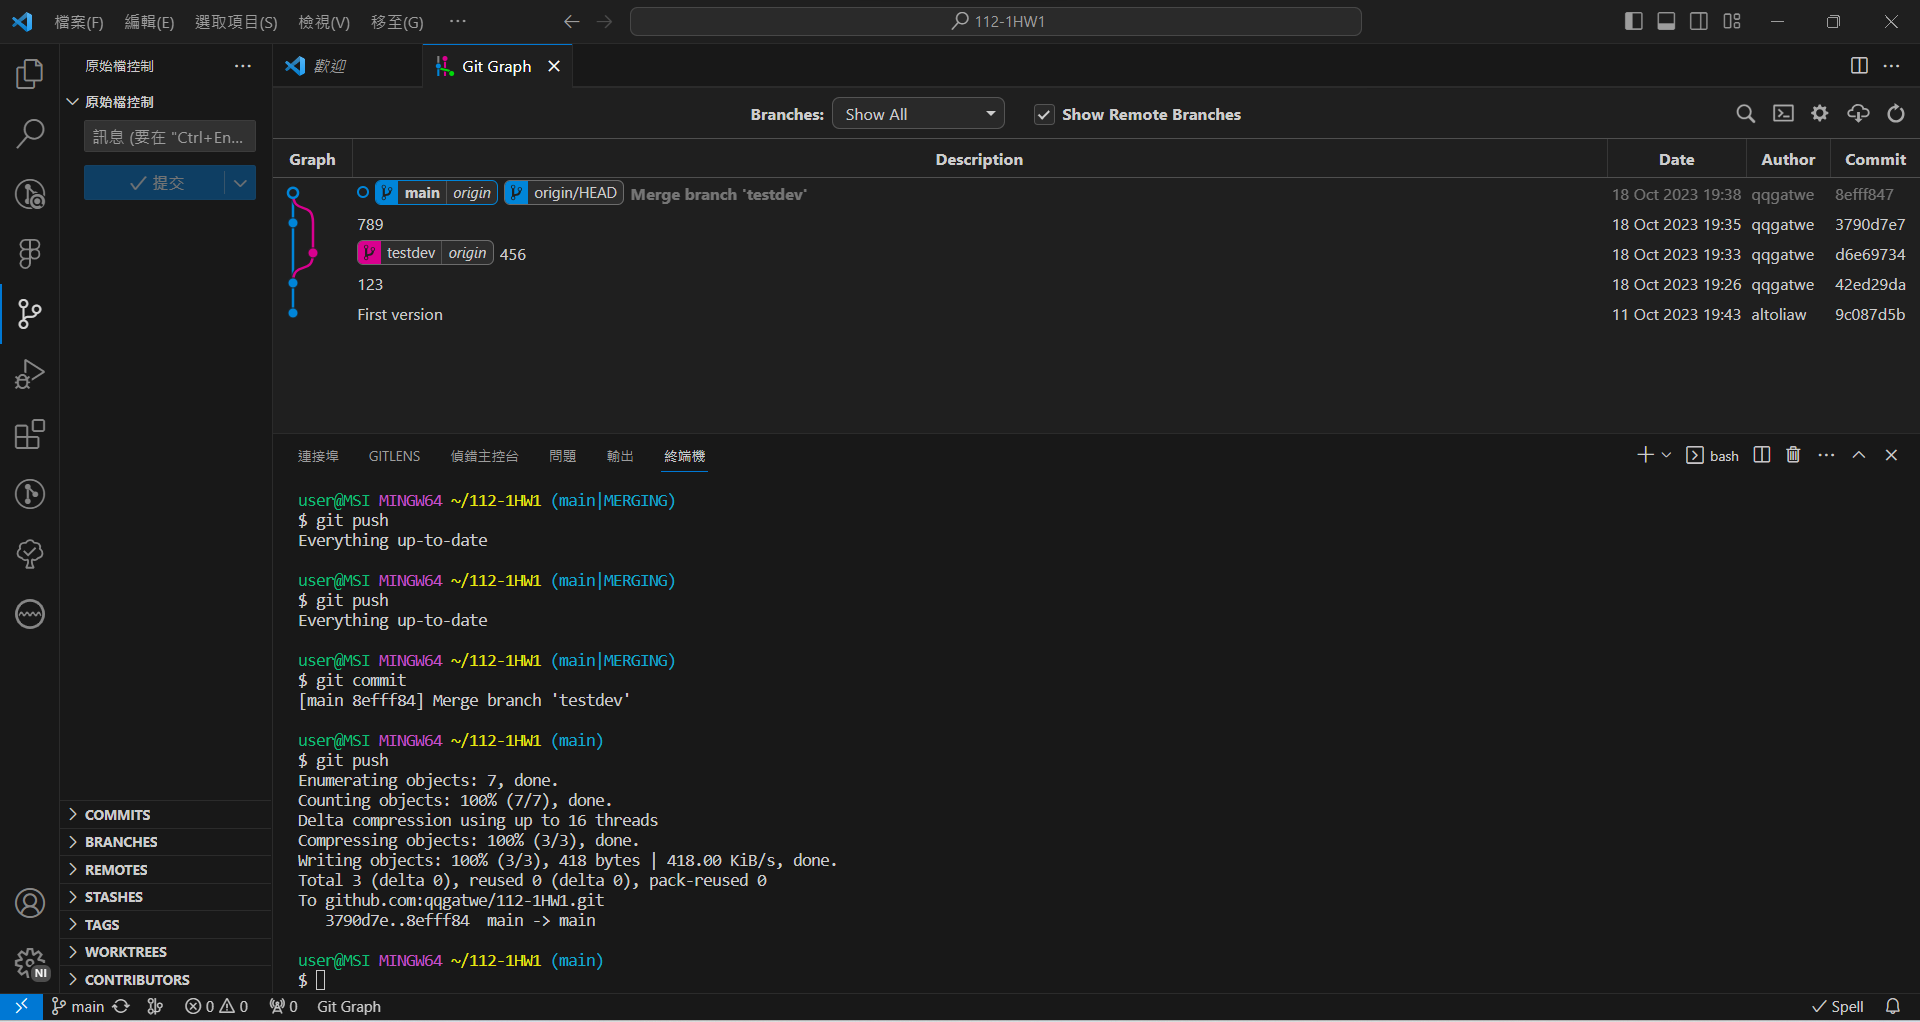 檔案(F) 編輯(E) 選取項目(S) 檢視(V) 移至(G) ··· 112-1HW1
原始檔控制 ···
原始檔控制
訊息 (要在 "Ctrl+En...
提交
歡迎 Git Graph
Branches: Show All Show Remote Branches
Graph Description Date Author Commit
main origin origin/HEAD Merge branch 'testdev' 18 Oct 2023 19:38 qqgatwe 8efff847
789 18 Oct 2023 19:35 qqgatwe 3790d7e7
testdev origin 456 18 Oct 2023 19:33 qqgatwe d6e69734
123 18 Oct 2023 19:26 qqgatwe 42ed29da
First version 11 Oct 2023 19:43 altoliaw 9c087d5b
連接埠 GITLENS 偵錯主控台 問題 輸出 終端機 bash
user@MSI MINGW64 ~/112-1HW1 (main|MERGING)
$ git push
Everything up-to-date
user@MSI MINGW64 ~/112-1HW1 (main|MERGING)
$ git push
Everything up-to-date
user@MSI MINGW64 ~/112-1HW1 (main|MERGING)
$ git commit
[main 8efff84] Merge branch 'testdev'
user@MSI MINGW64 ~/112-1HW1 (main)
$ git push
Enumerating objects: 7, done.
Counting objects: 100% (7/7), done.
Delta compression using up to 16 threads
Compressing objects: 100% (3/3), done.
Writing objects: 100% (3/3), 418 bytes | 418.00 KiB/s, done.
Total 3 (delta 0), reused 0 (delta 0), pack-reused 0
To github.com:qqgatwe/112-1HW1.git
3790d7e..8efff84  main -> main
user@MSI MINGW64 ~/112-1HW1 (main)
$
COMMITS
BRANCHES
REMOTES
STASHES
TAGS
WORKTREES
CONTRIBUTORS
NI
main 0 0 0 Git Graph Spell